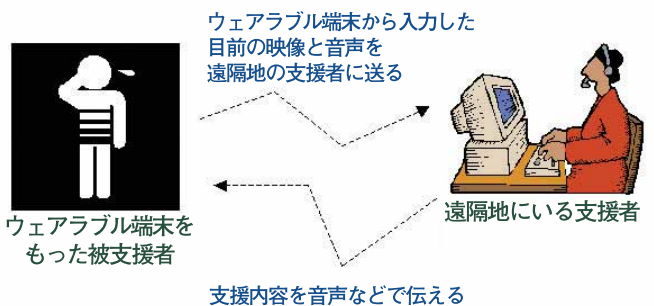 ウェアラブル端末から入力した
目前の映像と音声を
遠隔地の支援者に送る
ウェアラブル端末を
もった被支援者
遠隔地にいる支援者
支援内容を音声などで伝える